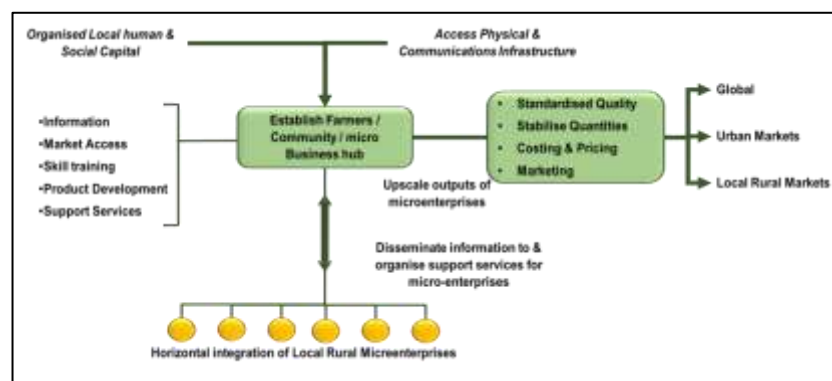 Organised Local human &
Social Capital
Access Physical &
Communications Infrastructure
•Information
•Market Access
•Skill training
•Product Development
•Support Services
Establish Farmers /
Community / micro
Business hub
• Standardised Quality
• Stabilise Quantities
• Costing & Pricing
• Marketing
Global
Urban Markets
Local Rural Markets
Upscale outputs of
microenterprises
Disseminate information to &
organise support services for
micro-enterprises
Horizontal integration of Local Rural Micreenterprises